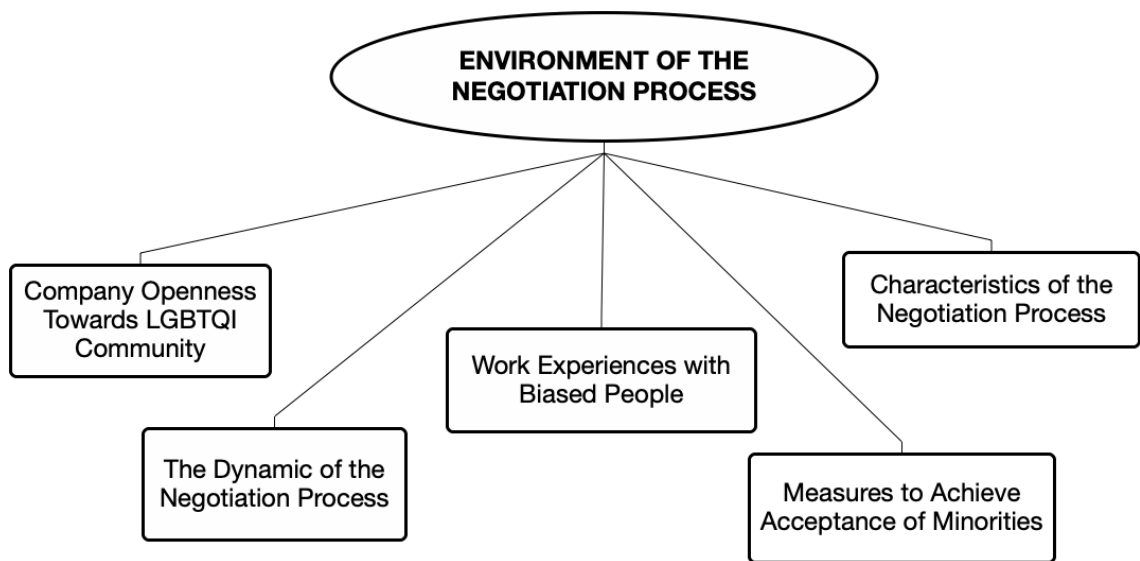 ENVIRONMENT OF THE
NEGOTIATION PROCESS
Company Openness
Towards LGBTQI
Community
The Dynamic of the
Negotiation Process
Work Experiences with
Biased People
Measures to Achieve
Acceptance of Minorities
Characteristics of the
Negotiation Process